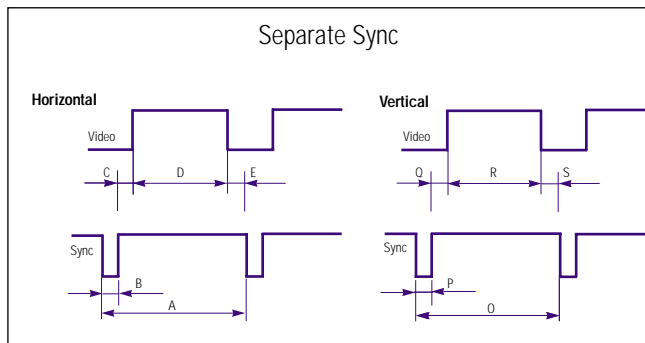 Separate Sync
Horizontal
Vertical
Video
Video
C
D
E
Q
R
S
Sync
Sync
B
P
A
O